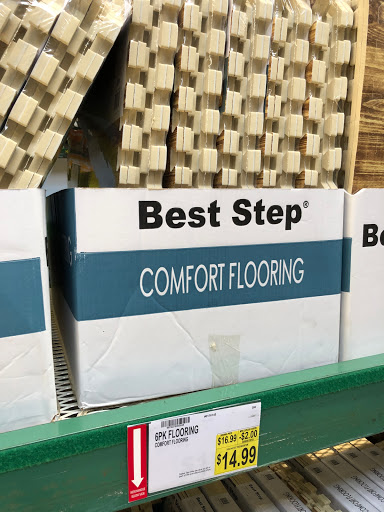 Best Step®
COMFORT FLOORING
Be
6PK FLOORING
COMFORT FLOORING
$16.99 -$2.00
$14.99